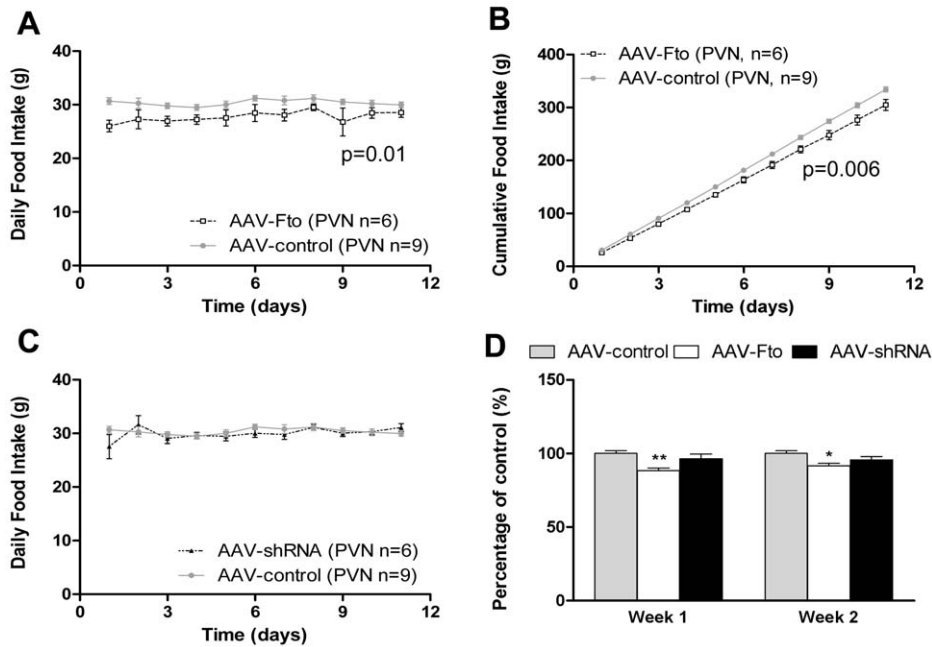 A
Daily Food Intake (g)
40
30
20
10
0
p=0.01
AAV-Fto (PVN n=6)
AAV-control (PVN n=9)
0 3 6 9 12
Time (days)
B
Cumulative Food Intake (g)
400
300
200
100
0
AAV-Fto (PVN, n=6)
AAV-control (PVN, n=9)
p=0.006
0 3 6 9 12
Time (days)
C
Daily Food Intake (g)
40
30
20
10
0
AAV-shRNA (PVN n=6)
AAV-control (PVN n=9)
0 3 6 9 12
Time (days)
D
AAV-control AAV-Fto AAV-shRNA
Percentage of control (%)
150
100
50
0
** *
Week 1 Week 2